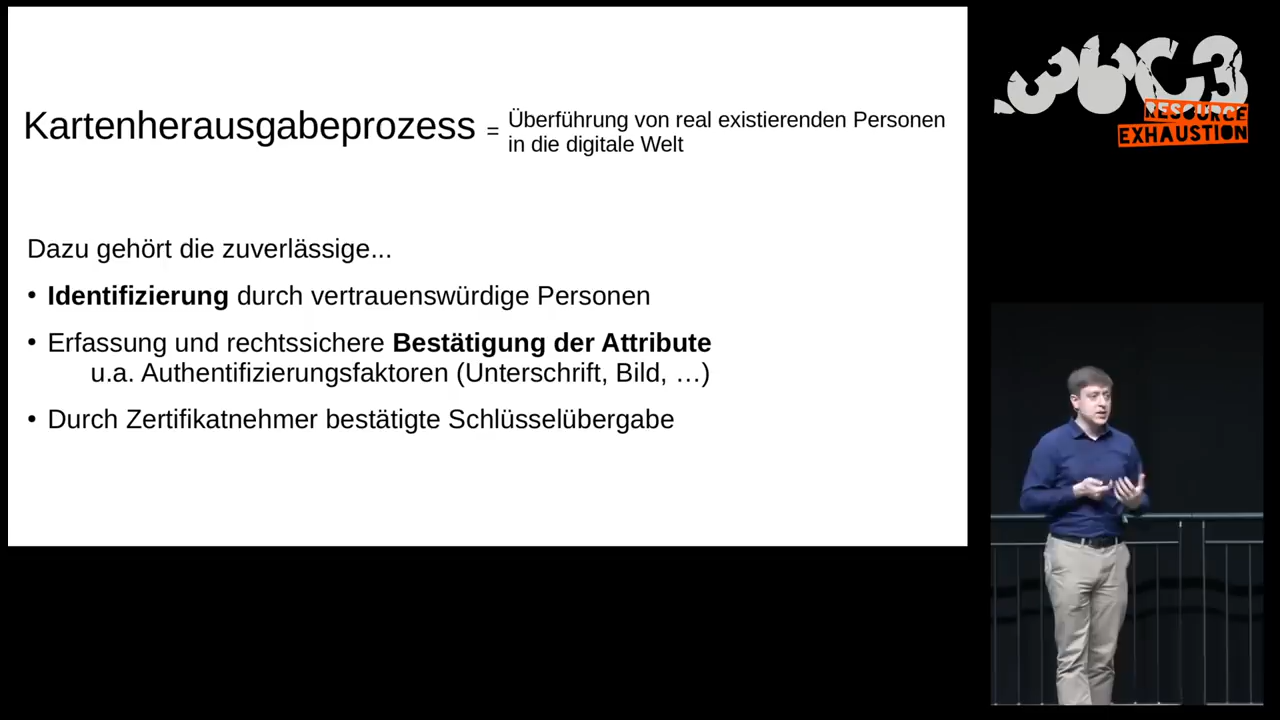 Kartenherausgabeprozess = Überführung von real existierenden Personen
in die digitale Welt
Dazu gehört die zuverlässige...
• Identifizierung durch vertrauenswürdige Personen
• Erfassung und rechtssichere Bestätigung der Attribute
u.a. Authentifizierungsfaktoren (Unterschrift, Bild, …)
• Durch Zertifikatnehmer bestätigte Schlüsselübergabe
36C3
RESOURCE
EXHAUSTION